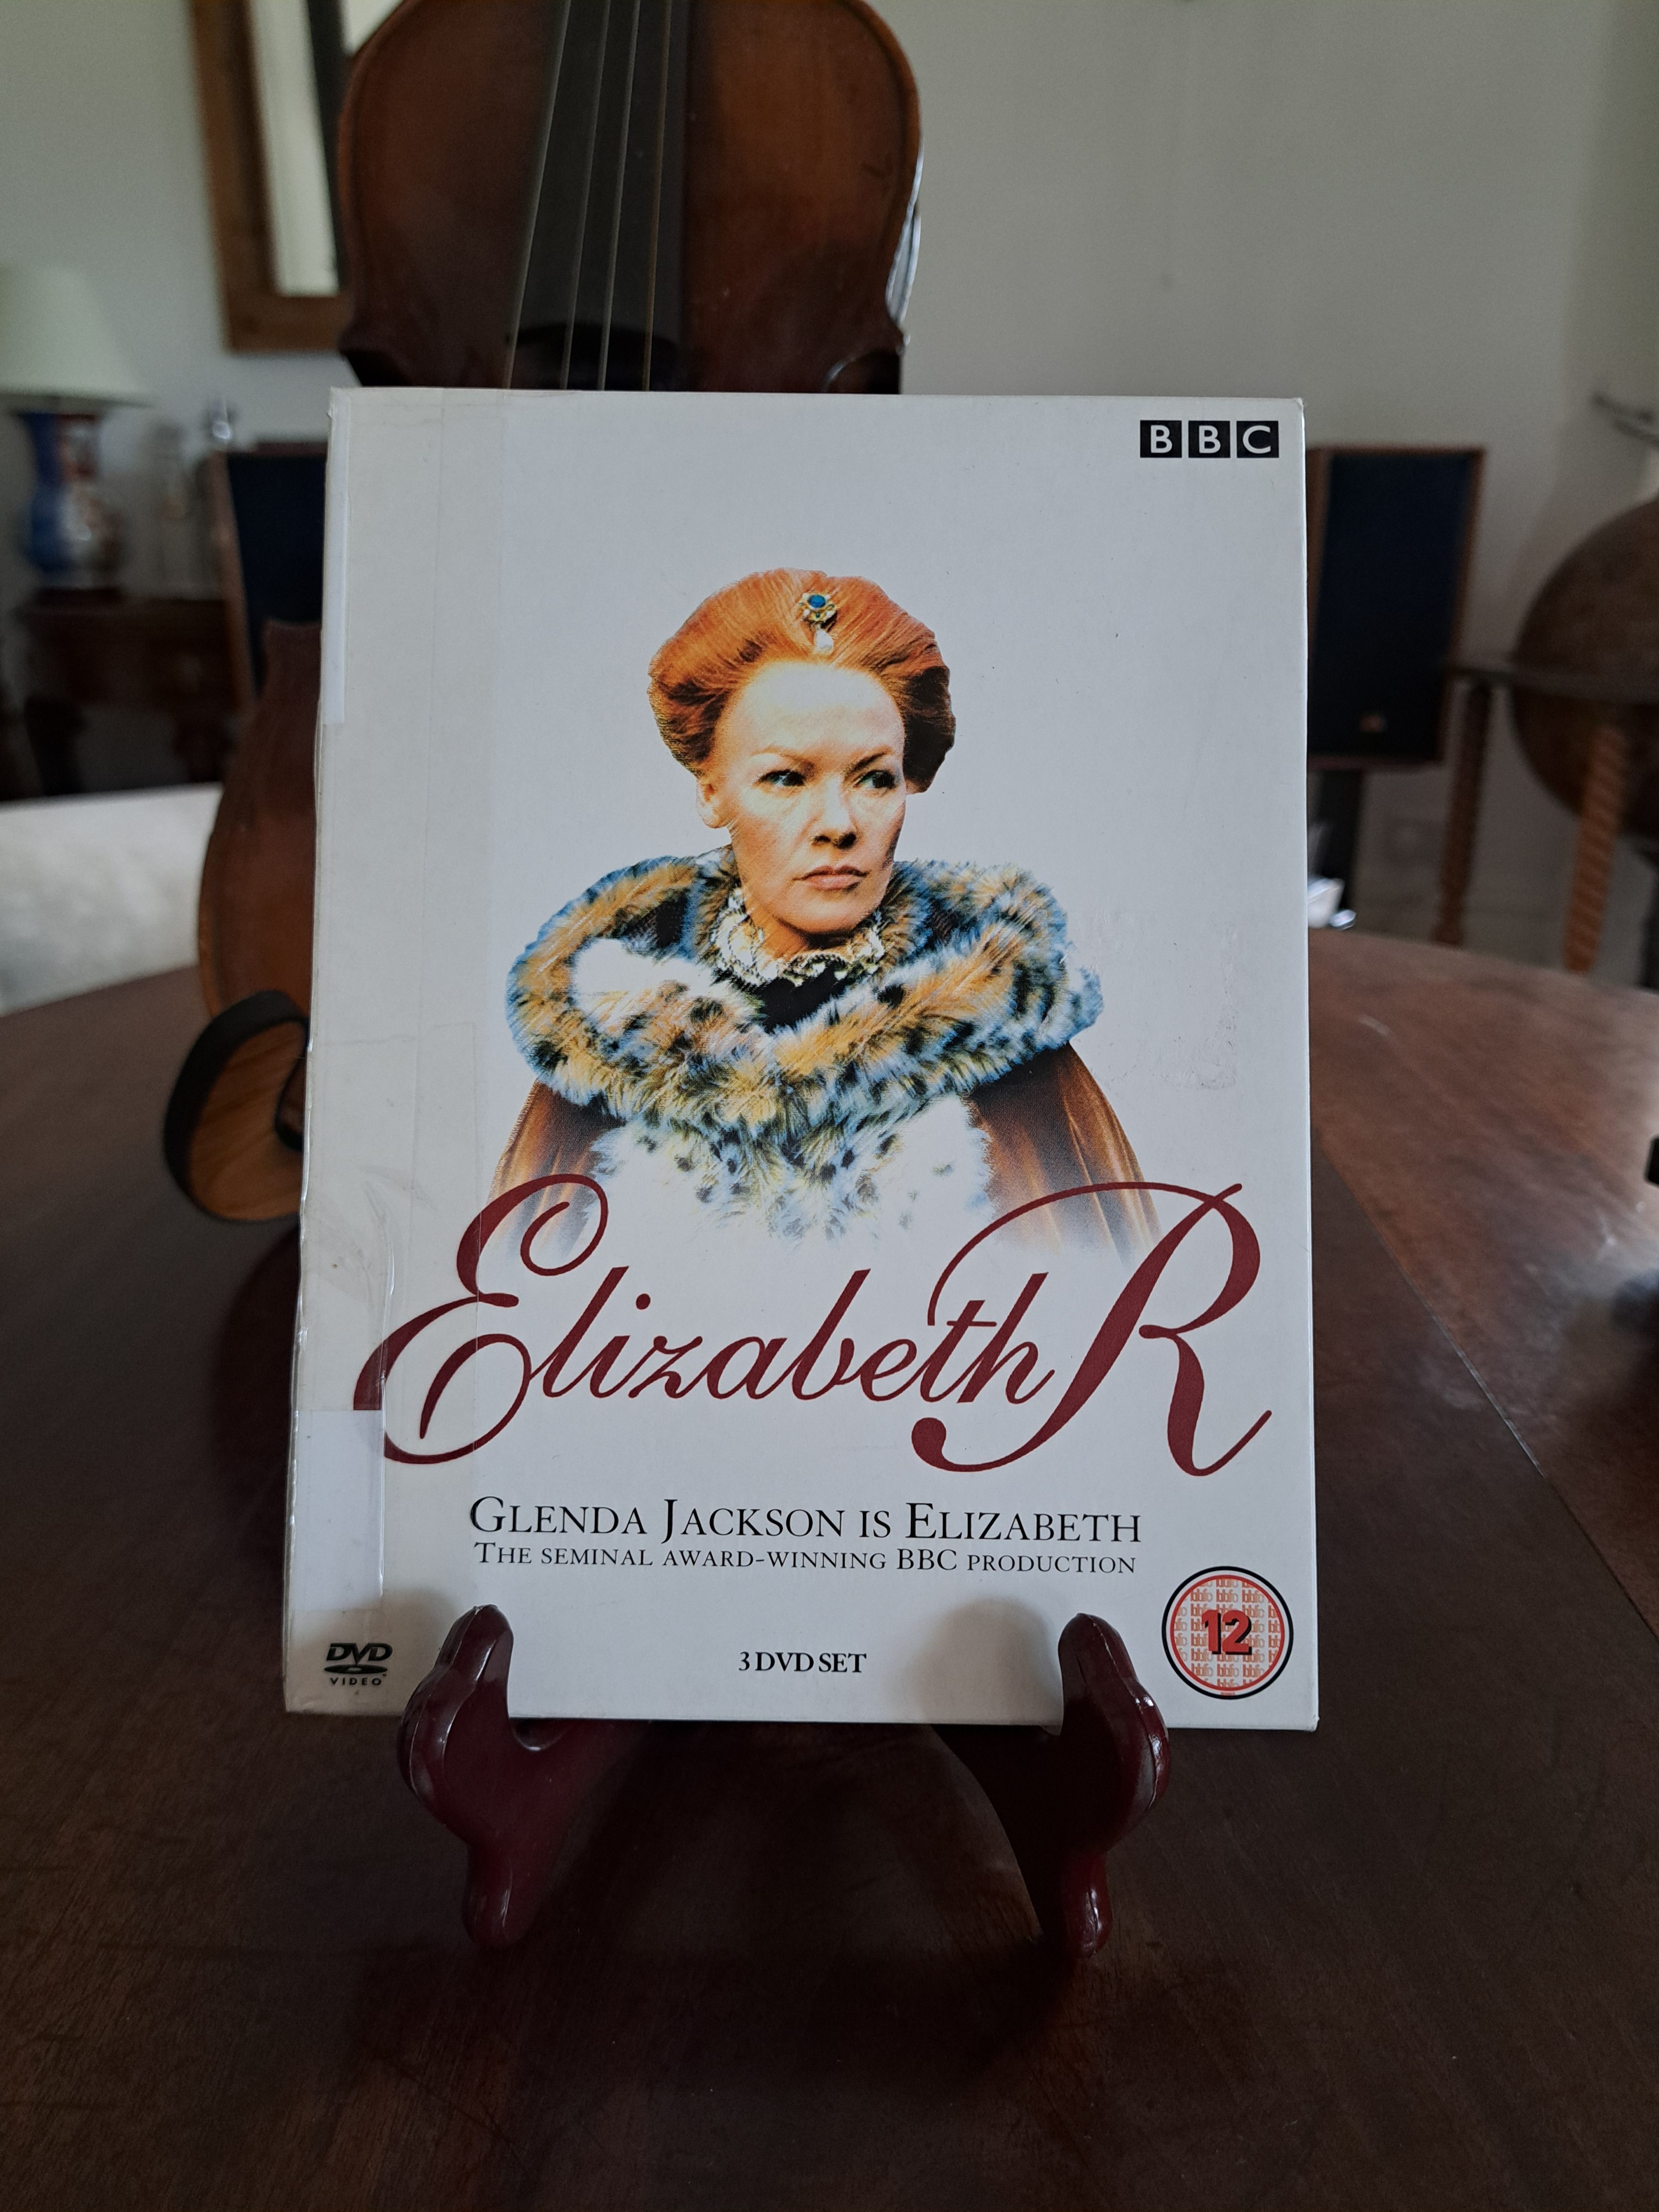 BBC
Elizabeth R
GLENDA JACKSON IS ELIZABETH
THE SEMINAL AWARD-WINNING BBC PRODUCTION
12
3 DVD SET
DVD
VIDEO